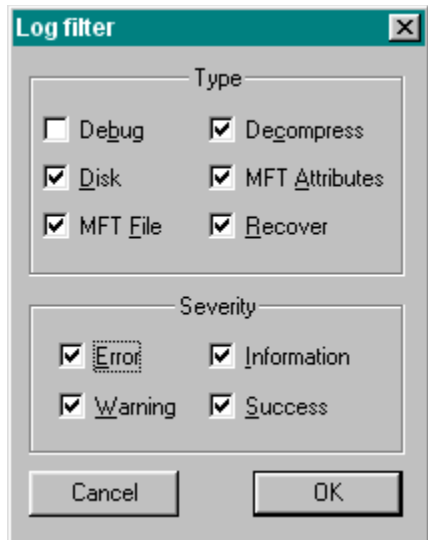 Log filter
Type
Debug Decompress
Disk MFT Attributes
MFT File Recover
Severity
Error Information
Warning Success
Cancel OK